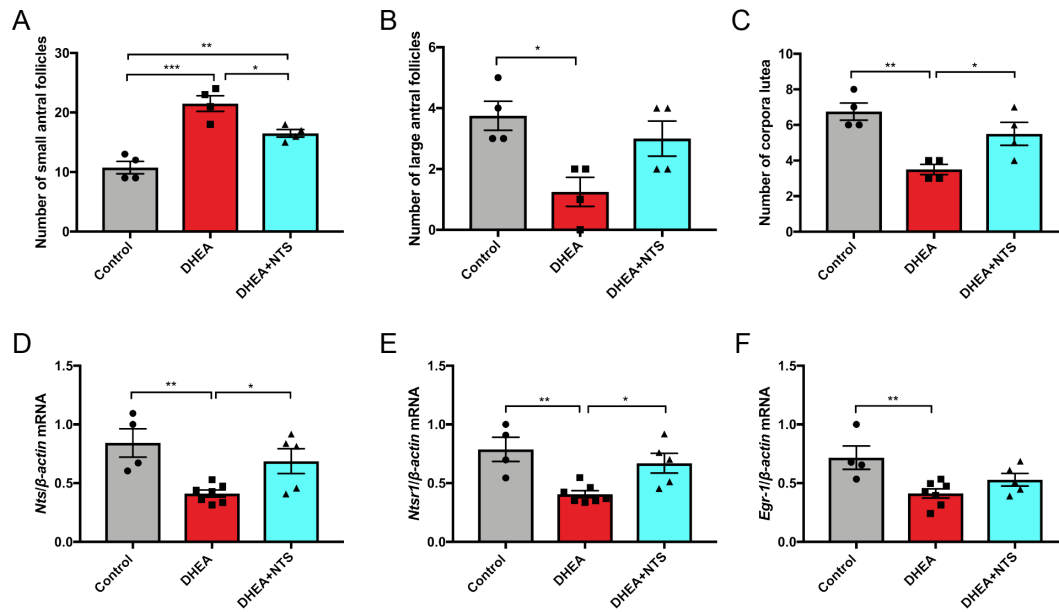 A
Number of small antral follicles
30
20
10
0
**
***
*
Control
DHEA
DHEA+NTS
B
Number of large antral follicles
6
4
2
0
*
Control
DHEA
DHEA+NTS
C
Number of corpora lutea
10
8
6
4
2
0
**
*
Control
DHEA
DHEA+NTS
D
Nts/β-actin mRNA
1.5
1.0
0.5
0.0
**
*
Control
DHEA
DHEA+NTS
E
Ntsr1/β-actin mRNA
1.5
1.0
0.5
0.0
**
*
Control
DHEA
DHEA+NTS
F
Egr-1/β-actin mRNA
1.5
1.0
0.5
0.0
**
Control
DHEA
DHEA+NTS